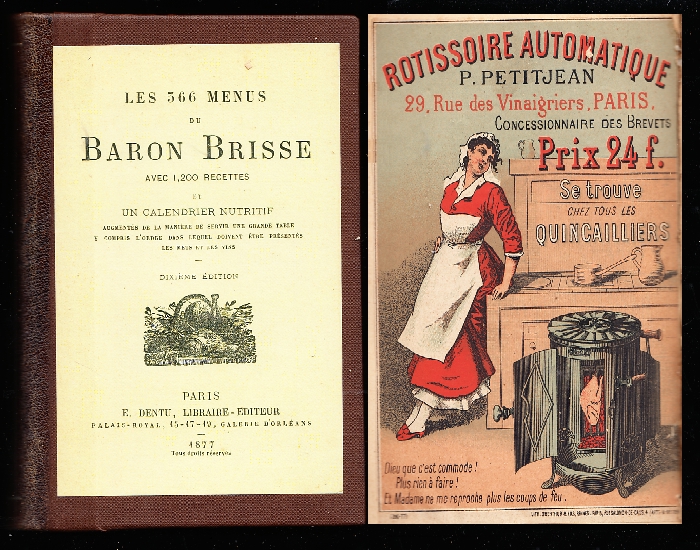 LES 366 MENUS
DU
BARON BRISSE
AVEC 1,200 RECETTES
ET
UN CALENDRIER NUTRITIF
AUGMENTÉS DE LA MANIÈRE DE SERVIR UNE GRANDE TABLE
Y COMPRIS L'ORDRE DANS LEQUEL DOIVENT ÊTRE PRÉSENTÉS
LES METS ET LES VINS
DIXIÈME ÉDITION
PARIS
E. DENTU, LIBRAIRE-EDITEUR
PALAIS-ROYAL, 15-17-19, GALERIE D'ORLÉANS
1877
Tous droits réservés
ROTISSOIRE AUTOMATIQUE
P. PETITJEAN
29, Rue des Vinaigriers, PARIS.
CONCESSIONNAIRE DES BREVETS
Prix 24 f.
Se trouve
CHEZ TOUS LES
QUINCAILLIERS
Dieu que c'est commode !
Plus rien à faire !
Et Madame ne me reproche plus les coups de feu .